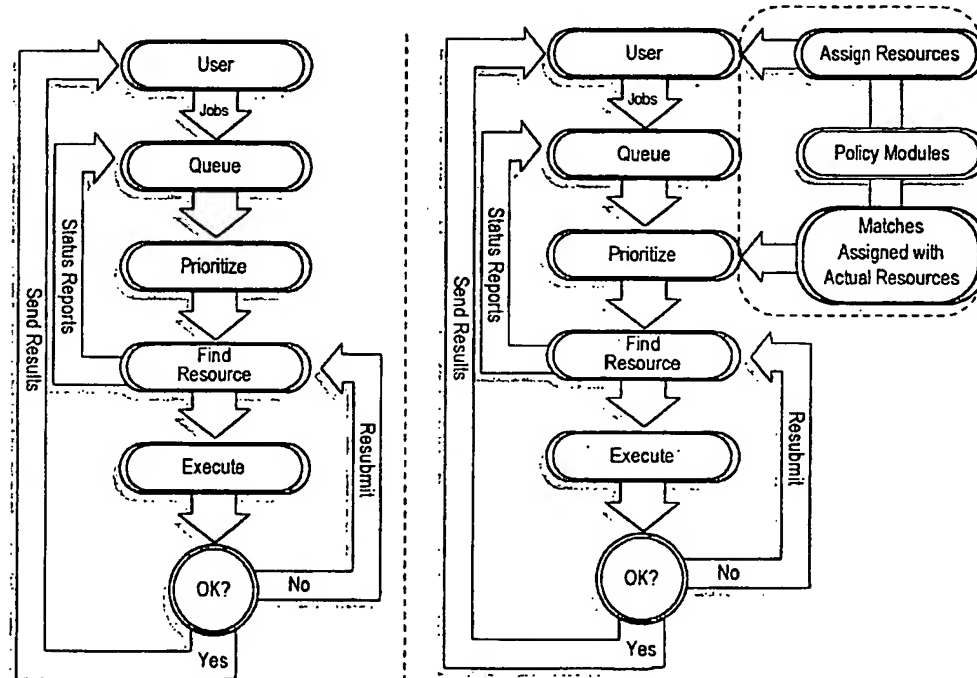 User
Jobs
Queue
Prioritize
Find
Resource
Execute
OK?
No
Yes
Resubmit
Status Reports
Send Results
User
Jobs
Queue
Prioritize
Find
Resource
Execute
OK?
No
Yes
Resubmit
Status Reports
Send Results
Assign Resources
Policy Modules
Matches
Assigned with
Actual Resources